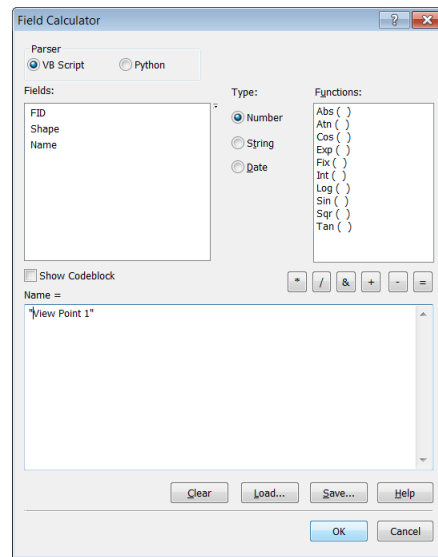 Field Calculator
Parser
VB Script Python
Fields: Type: Functions:
FID
Shape
Name
Number
String
Date
Abs ( )
Atn ( )
Cos ( )
Exp ( )
Fix ( )
Int ( )
Log ( )
Sin ( )
Sqr ( )
Tan ( )
Show Codeblock
* / & + - =
Name =
"View Point 1"
Clear Load... Save... Help
OK Cancel